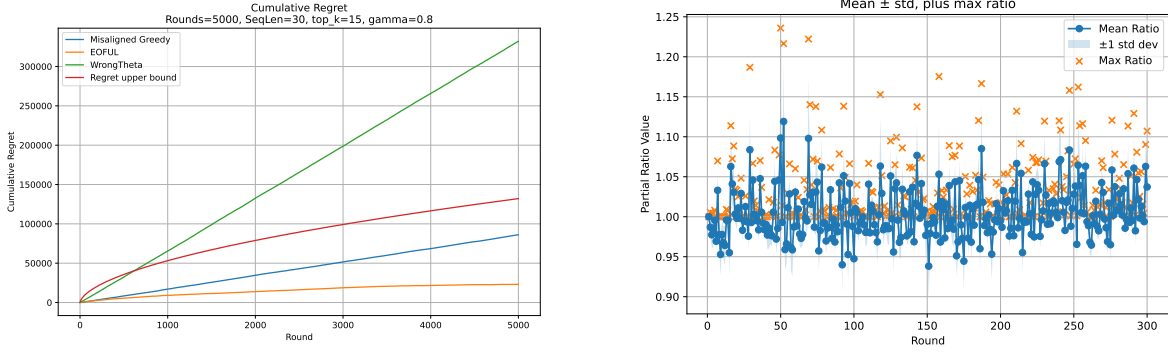 Cumulative Regret
Rounds=5000, SeqLen=30, top_k=15, gamma=0.8
Misaligned Greedy
EOFUL
WrongTheta
Regret upper bound
300000
250000
200000
150000
100000
50000
0
Cumulative Regret
0 1000 2000 3000 4000 5000
Round
Mean ± std, plus max ratio
Mean Ratio
±1 std dev
Max Ratio
1.25
1.20
1.15
1.10
1.05
1.00
0.95
0.90
Partial Ratio Value
0 50 100 150 200 250 300
Round